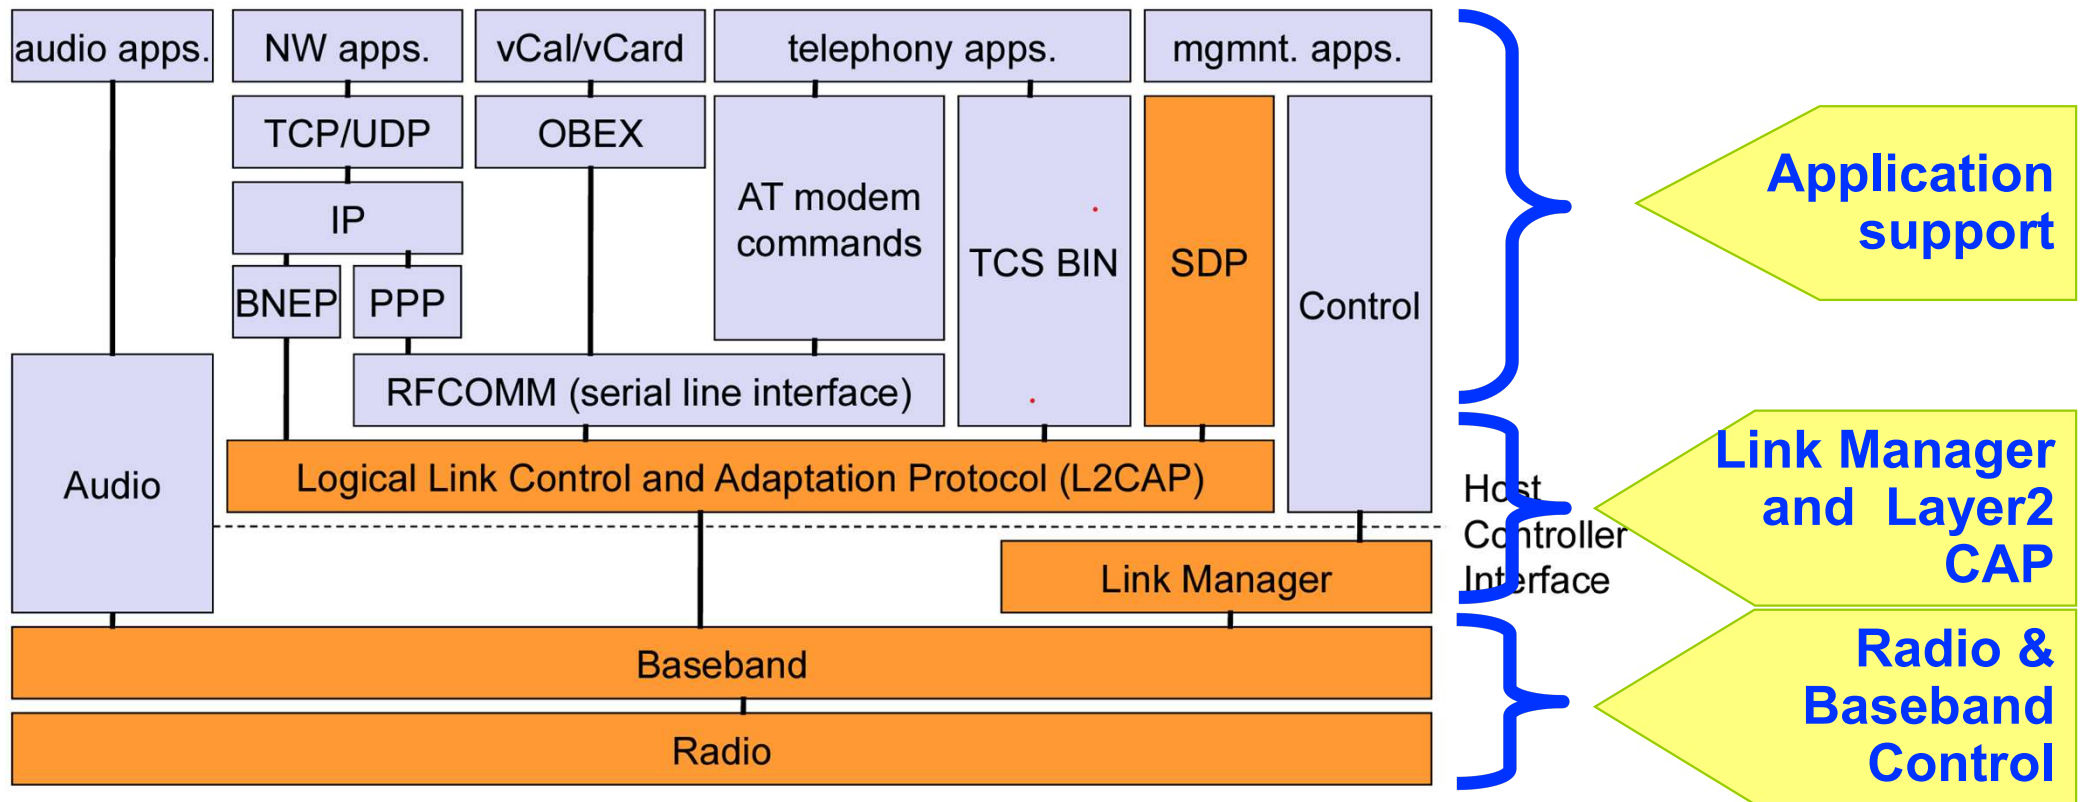 audio apps.
NW apps.
vCal/vCard
telephony apps.
mgmnt. apps.
TCP/UDP
OBEX
AT modem
commands
TCS BIN
SDP
Control
IP
BNEP
PPP
RFCOMM (serial line interface)
Audio
Logical Link Control and Adaptation Protocol (L2CAP)
Host
Controller
Interface
Link Manager
Baseband
Radio
Application
support
Link Manager
and Layer2
CAP
Radio &
Baseband
Control